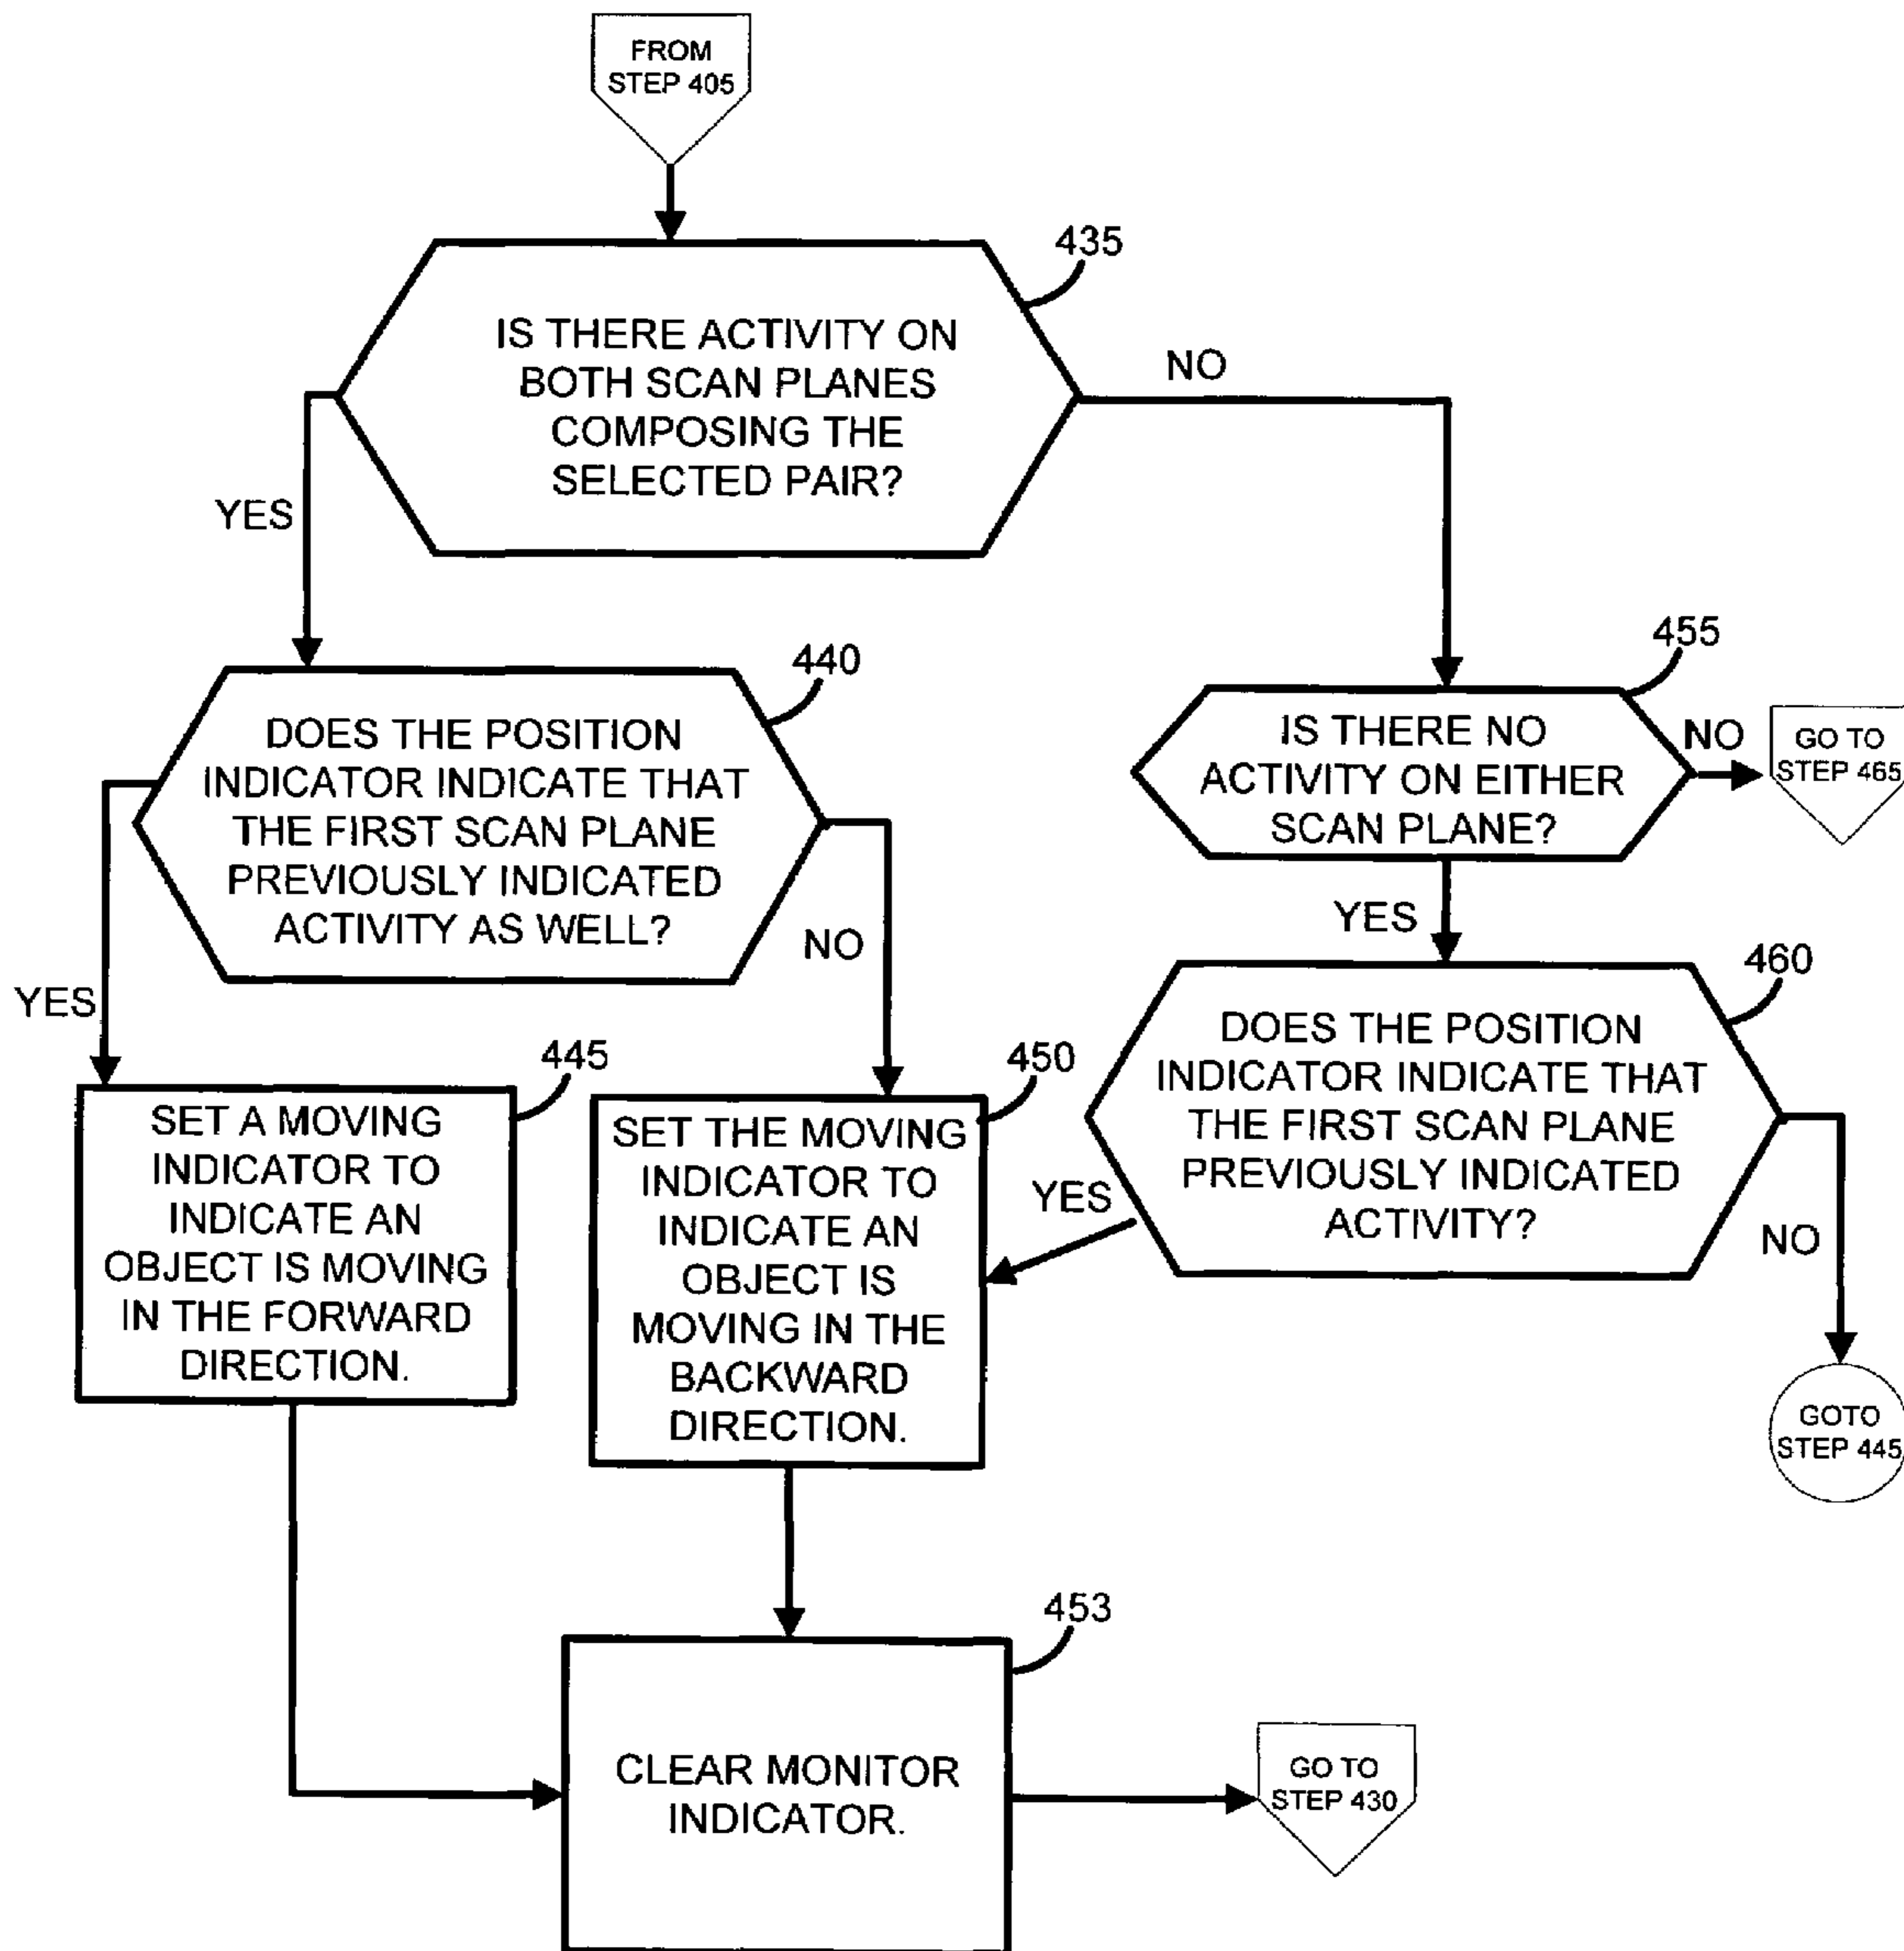 FROM
STEP 405
435
IS THERE ACTIVITY ON
BOTH SCAN PLANES
COMPOSING THE
SELECTED PAIR?
NO
YES
455
IS THERE NO
ACTIVITY ON EITHER
SCAN PLANE?
NO
GO TO
STEP 465
YES
440
DOES THE POSITION
INDICATOR INDICATE THAT
THE FIRST SCAN PLANE
PREVIOUSLY INDICATED
ACTIVITY AS WELL?
NO
YES
460
DOES THE POSITION
INDICATOR INDICATE THAT
THE FIRST SCAN PLANE
PREVIOUSLY INDICATED
ACTIVITY?
YES
NO
GOTO
STEP 445
445
SET A MOVING
INDICATOR TO
INDICATE AN
OBJECT IS MOVING
IN THE FORWARD
DIRECTION.
450
SET THE MOVING
INDICATOR TO
INDICATE AN
OBJECT IS
MOVING IN THE
BACKWARD
DIRECTION.
453
CLEAR MONITOR
INDICATOR.
GO TO
STEP 430